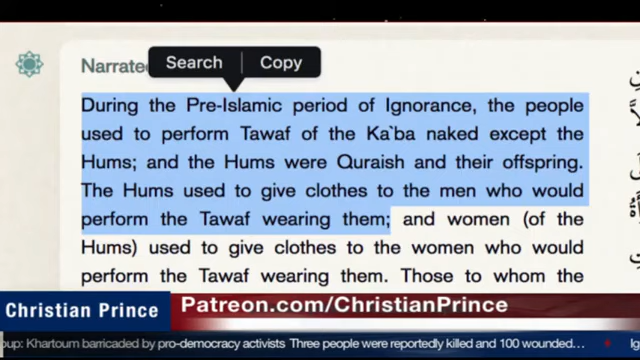 Search Copy
Narrated
During the Pre-Islamic period of Ignorance, the people
used to perform Tawaf of the Ka`ba naked except the
Hums; and the Hums were Quraish and their offspring.
The Hums used to give clothes to the men who would
perform the Tawaf wearing them; and women (of the
Hums) used to give clothes to the women who would
perform the Tawaf wearing them. Those to whom the
Christian Prince
Patreon.com/ChristianPrince
oup: Khartoum barricaded by pro-democracy activists Three people were reportedly killed and 100 wounded…